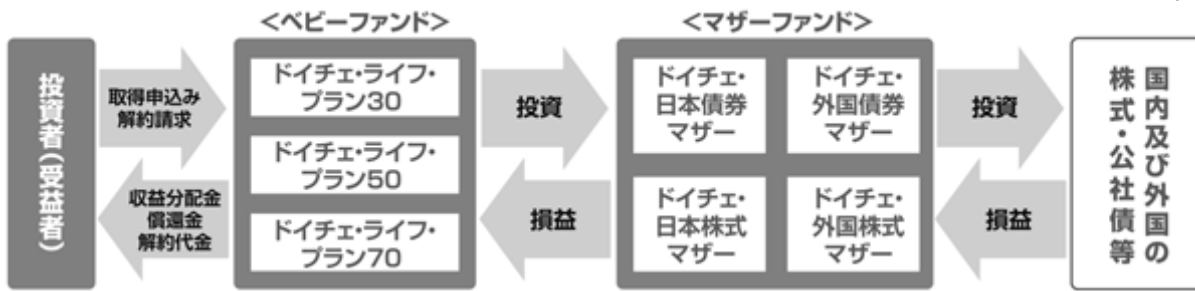 <ベビーファンド>
<マザーファンド>
投資者(受益者)
取得申込み
解約請求
収益分配金
償還金
解約代金
ドイチェ・ライフ・
プラン30
ドイチェ・ライフ・
プラン50
ドイチェ・ライフ・
プラン70
投資
損益
ドイチェ・
日本債券
マザー
ドイチェ・
外国債券
マザー
ドイチェ・
日本株式
マザー
ドイチェ・
外国株式
マザー
投資
損益
国内及び外国の
株式・公社債等